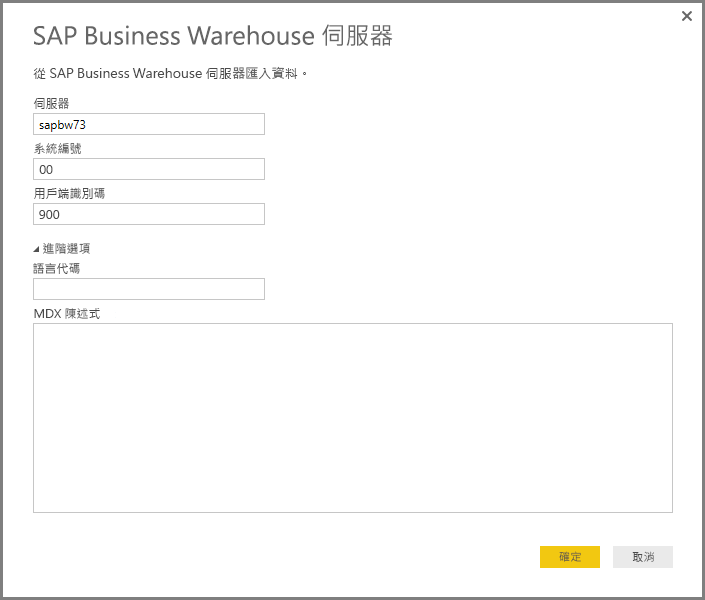 SAP Business Warehouse 伺服器
從 SAP Business Warehouse 伺服器匯入資料。
伺服器
sapbw73
系統編號
00
用戶端識別碼
900
進階選項
語言代碼
MDX 陳述式
確定
取消